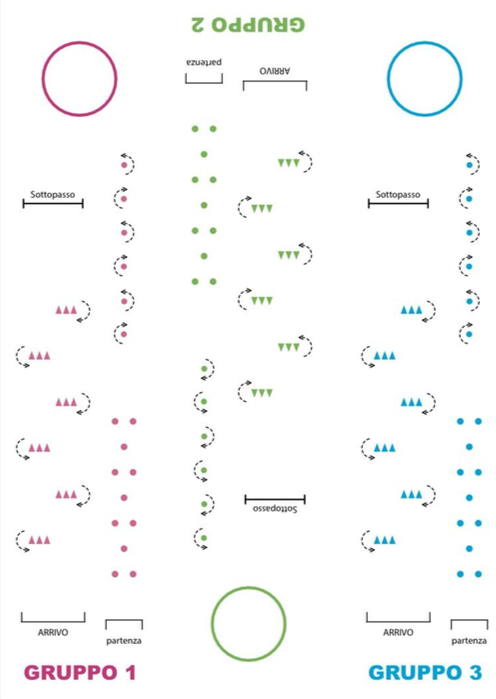 GRUPPO 2
partenza
ARRIVO
Sottopasso
Sottopasso
Sottopasso
ARRIVO
partenza
ARRIVO
partenza
GRUPPO 1
GRUPPO 3